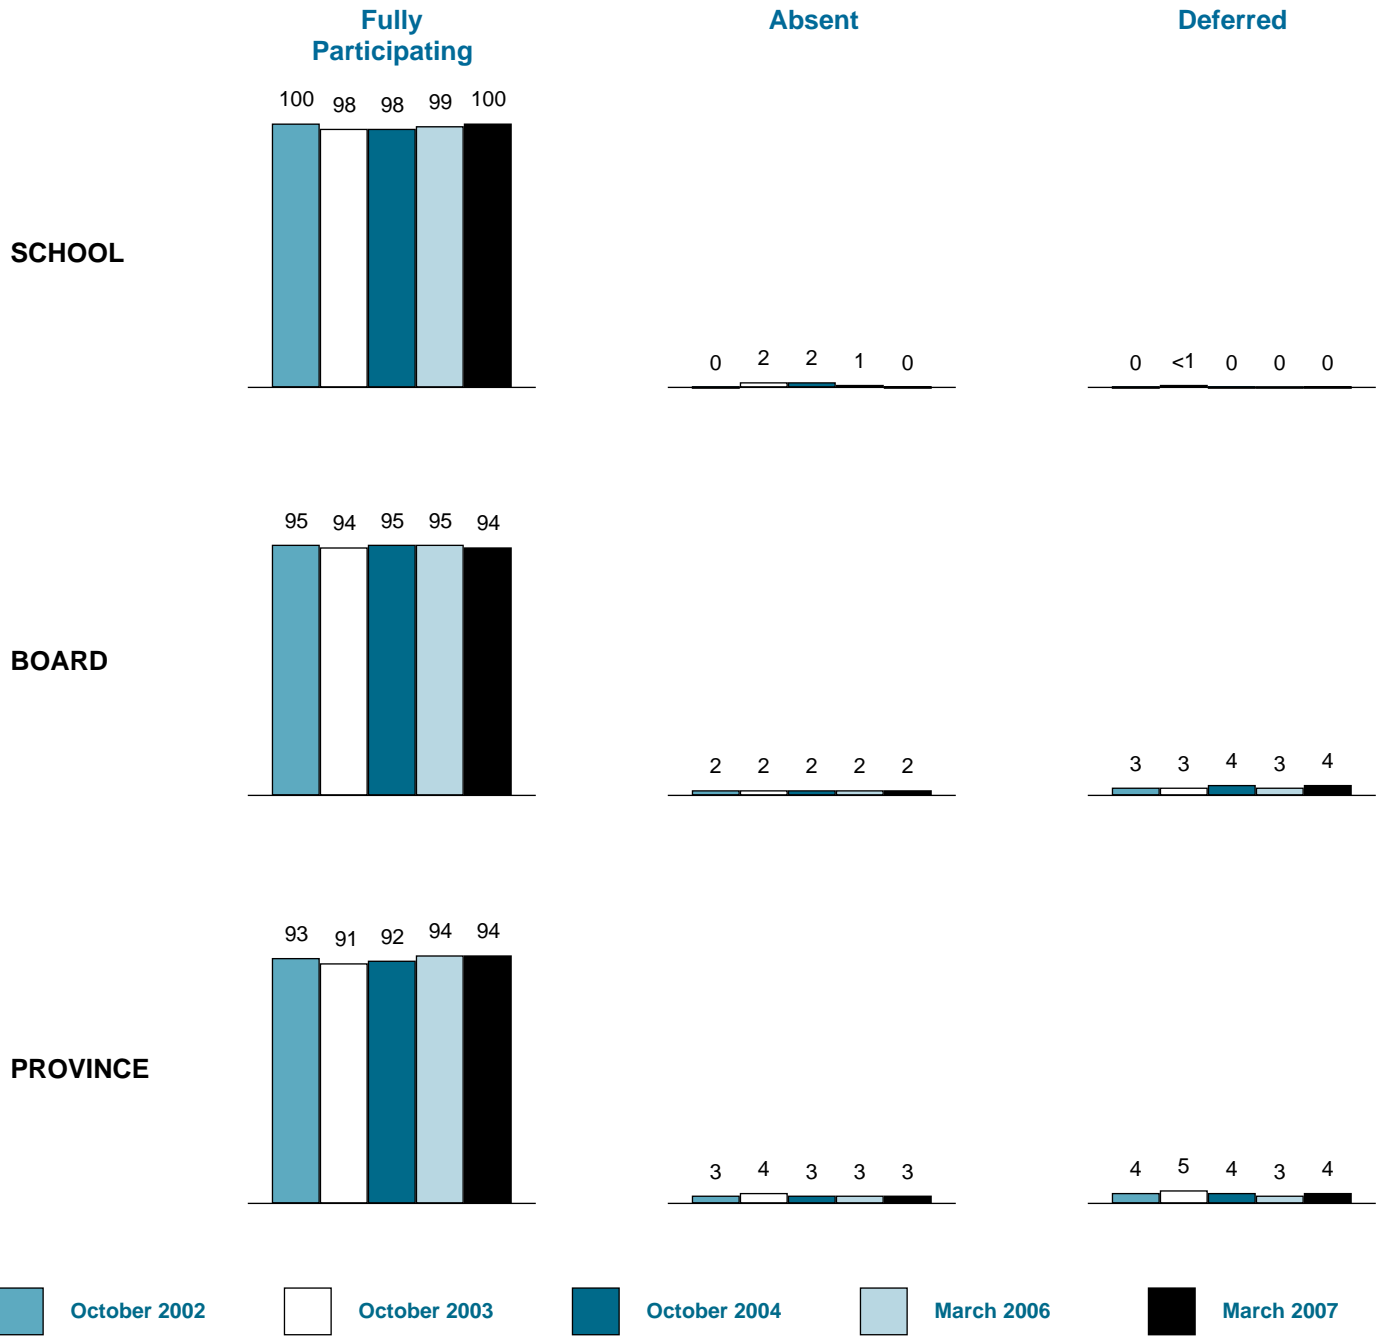 Fully
Participating
Absent
Deferred
SCHOOL
100 98 98 99 100
0 2 2 1 0
0 <1 0 0 0
BOARD
95 94 95 95 94
2 2 2 2 2
3 3 4 3 4
PROVINCE
93 91 92 94 94
3 4 3 3 3
4 5 4 3 4
October 2002
October 2003
October 2004
March 2006
March 2007